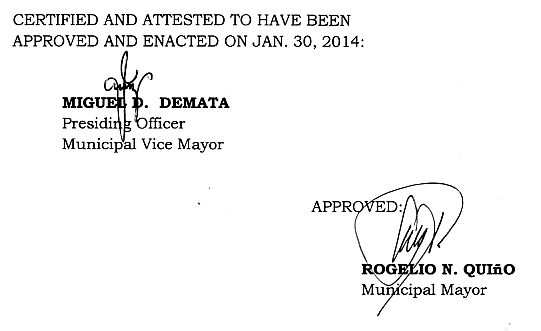 CERTIFIED AND ATTESTED TO HAVE BEEN
APPROVED AND ENACTED ON JAN. 30, 2014:
MIGUEL D. DEMATA
Presiding Officer
Municipal Vice Mayor
APPROVED:
ROGELIO N. QUIñO
Municipal Mayor